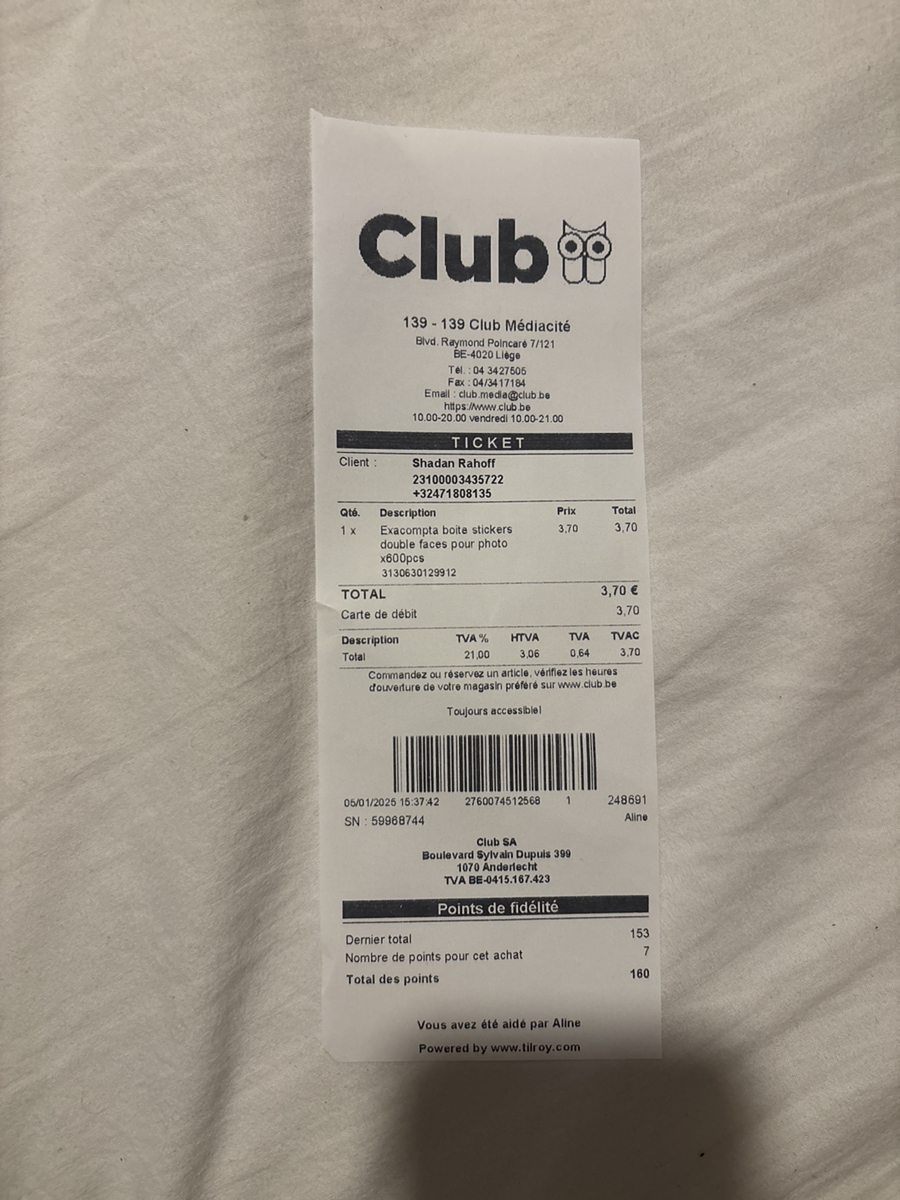 Club
139 - 139 Club Médiacité
Blvd. Raymond Poincaré 7/121
BE-4020 Liège
Tél. : 04 3427605
Fax : 04/3417184
Email : club.media@club.be
https://www.club.be
10.00-20.00 vendredi 10.00-21.00
TICKET
Client : Shadan Rahoff
23100003435722
+32471808135
Qté. Description Prix Total
1 x Exacompta boite stickers 3,70 3,70
double faces pour photo
x600pcs
3130630129912
TOTAL 3,70 €
Carte de débit 3,70
Description TVA % HTVA TVA TVAC
Total 21,00 3,06 0,64 3,70
Commandez ou réservez un article, vérifiez les heures
d'ouverture de votre magasin préféré sur www.club.be
Toujours accessible!
05/01/2025 15:37:42 2760074512568 1 248691
SN : 59968744 Aline
Club SA
Boulevard Sylvain Dupuis 399
1070 Anderlecht
TVA BE-0415.167.423
Points de fidélité
Dernier total 153
Nombre de points pour cet achat 7
Total des points 160
Vous avez été aidé par Aline
Powered by www.tilroy.com